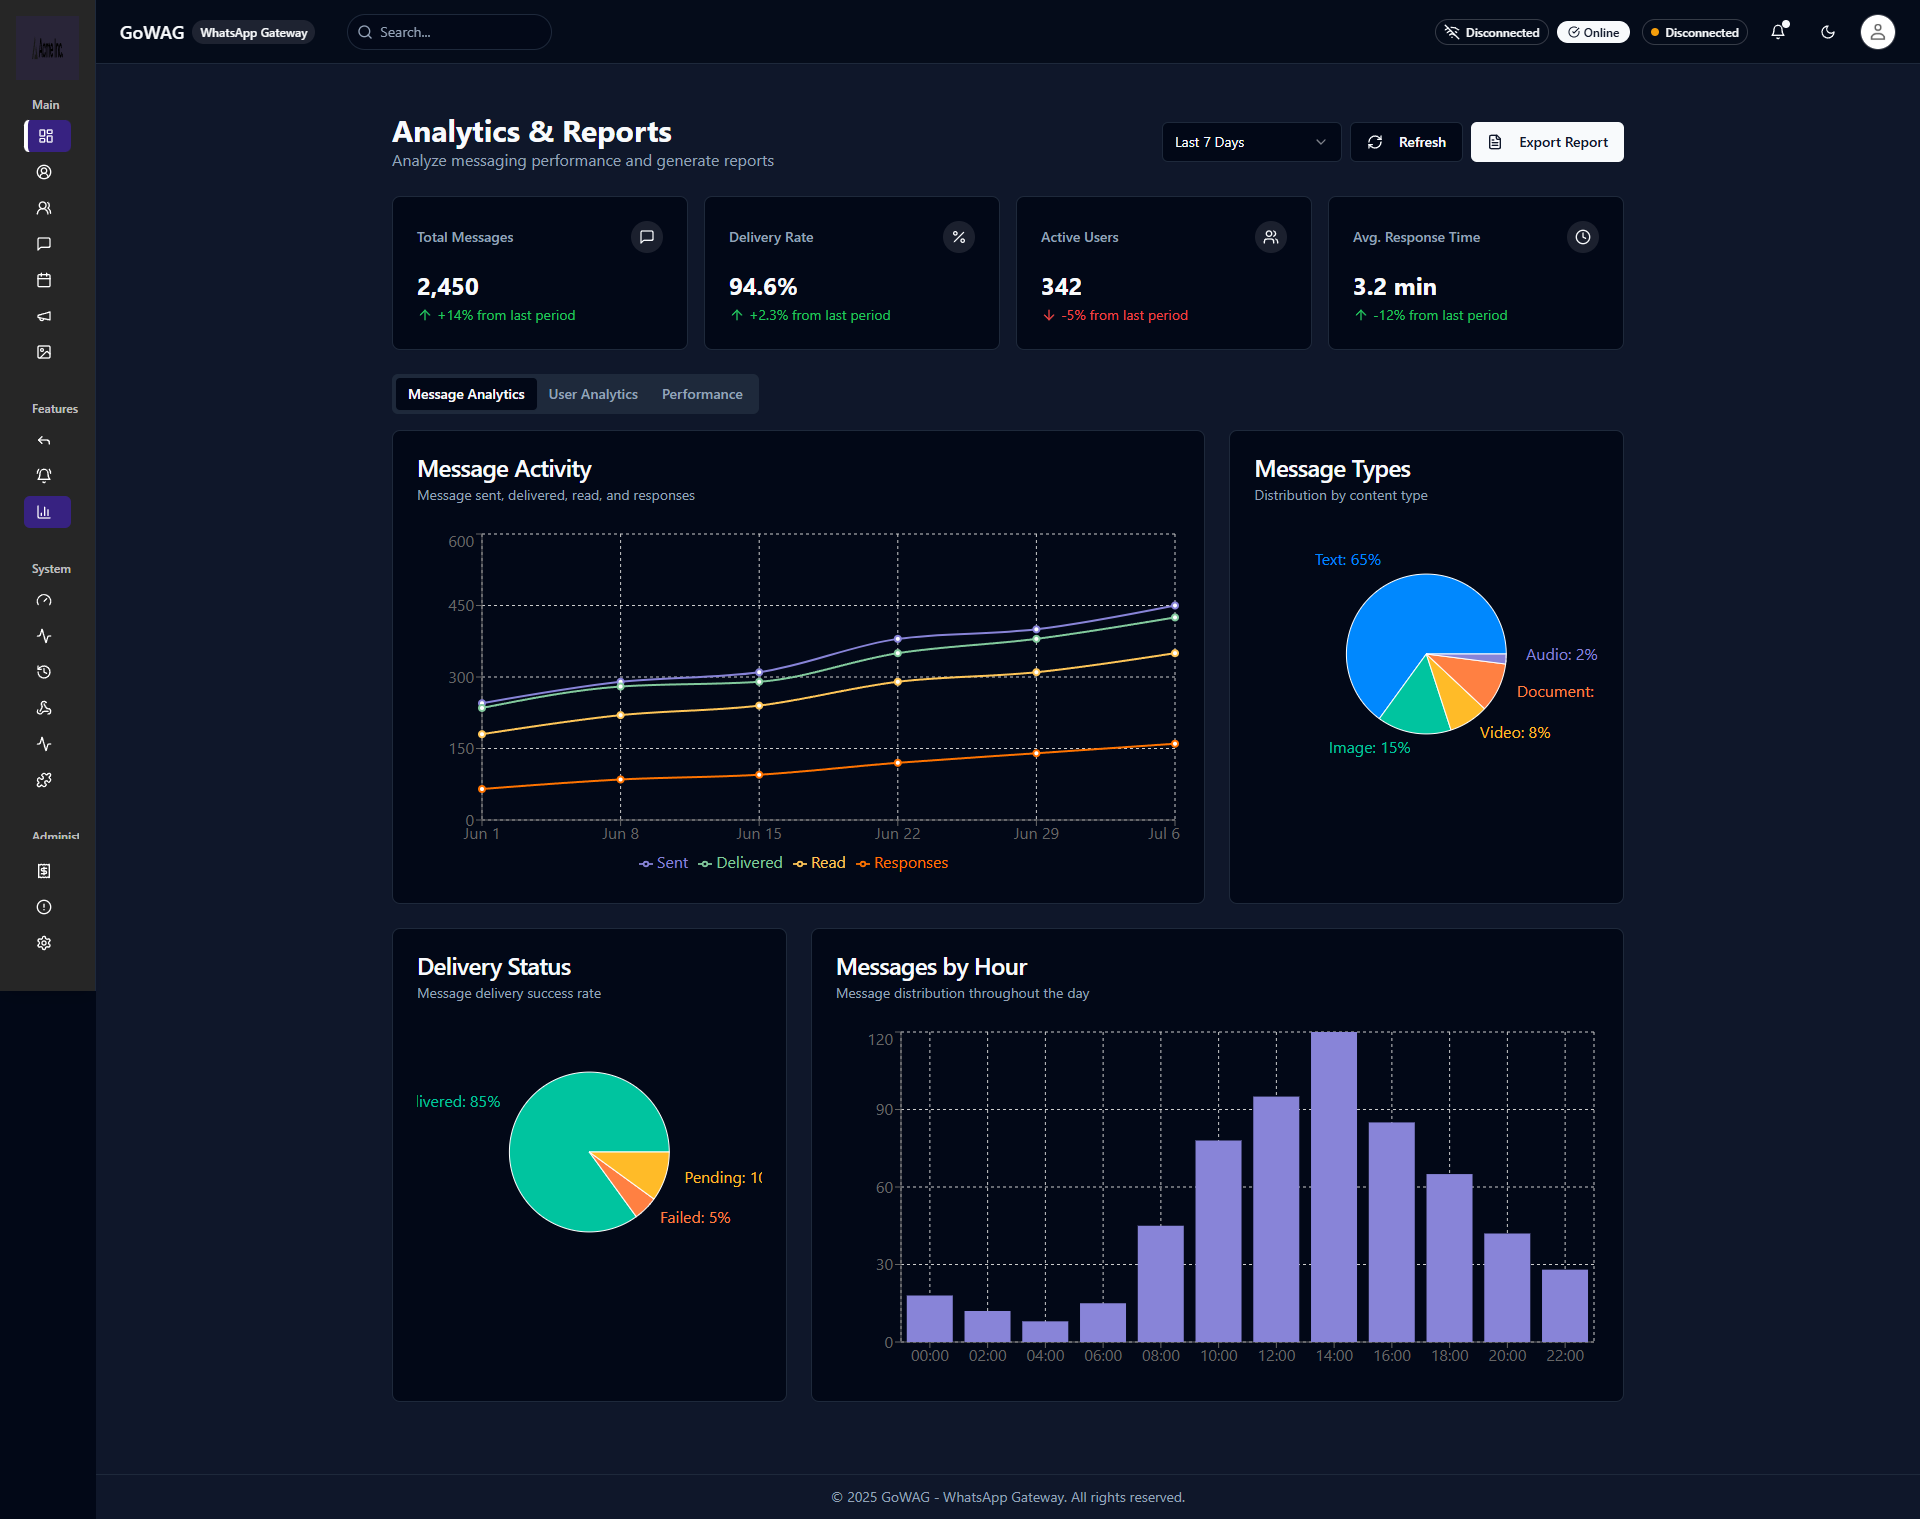 Acme Inc.
GoWAG
WhatsApp Gateway
Search...
Disconnected
Online
Disconnected
Main
Features
System
Administ
Analytics & Reports
Analyze messaging performance and generate reports
Last 7 Days
Refresh
Export Report
Total Messages
2,450
+14% from last period
Delivery Rate
94.6%
+2.3% from last period
Active Users
342
-5% from last period
Avg. Response Time
3.2 min
-12% from last period
Message Analytics
User Analytics
Performance
Message Activity
Message sent, delivered, read, and responses
600
450
300
150
0
Jun 1
Jun 8
Jun 15
Jun 22
Jun 29
Jul 6
Sent
Delivered
Read
Responses
Message Types
Distribution by content type
Text: 65%
Audio: 2%
Document:
Video: 8%
Image: 15%
Delivery Status
Message delivery success rate
livered: 85%
Pending: 10
Failed: 5%
Messages by Hour
Message distribution throughout the day
120
90
60
30
0
00:00
02:00
04:00
06:00
08:00
10:00
12:00
14:00
16:00
18:00
20:00
22:00
© 2025 GoWAG - WhatsApp Gateway. All rights reserved.